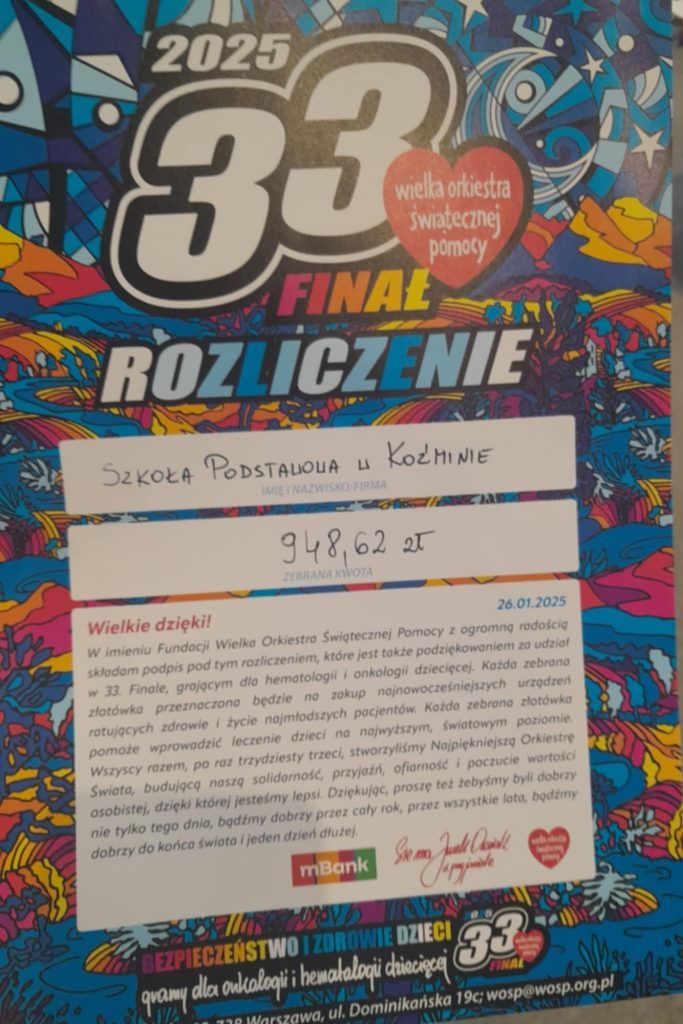 2025
33
wielka orkiestra
świątecznej
pomocy
FINAŁ
ROZLICZENIE
SZKOŁA PODSTAWOWA W KOŹMINIE
IMIĘ I NAZWISKO/FIRMA
948,62 zł
ZEBRANA KWOTA
26.01.2025
Wielkie dzięki!
W imieniu Fundacji Wielka Orkiestra Świątecznej Pomocy z ogromną radością
składam podpis pod tym rozliczeniem, które jest także podziękowaniem za udział
w 33. Finale, grającym dla hematologii i onkologii dziecięcej. Każda zebrana
złotówka przeznaczona będzie na zakup najnowocześniejszych urządzeń
ratujących zdrowie i życie najmłodszych pacjentów. Każda zebrana złotówka
pomoże wprowadzić leczenie dzieci na najwyższym, światowym poziomie.
Wszyscy razem, po raz trzydziesty trzeci, stworzyliśmy Najpiękniejszą Orkiestrę
Świata, budującą naszą solidarność, przyjaźń, ofiarność i poczucie wartości
osobistej, dzięki której jesteśmy lepsi. Dziękując, proszę też żebyśmy byli dobrzy
nie tylko tego dnia, bądźmy dobrzy przez cały rok, przez wszystkie lata, bądźmy
dobrzy do końca świata i jeden dzień dłużej.
mBank
wielka orkiestra
świątecznej
pomocy
BEZPIECZEŃSTWO I ZDROWIE DZIECI
gramy dla onkologii i hematologii dziecięcej
33
FINAŁ
Warszawa, ul. Dominikańska 19c; wosp@wosp.org.pl